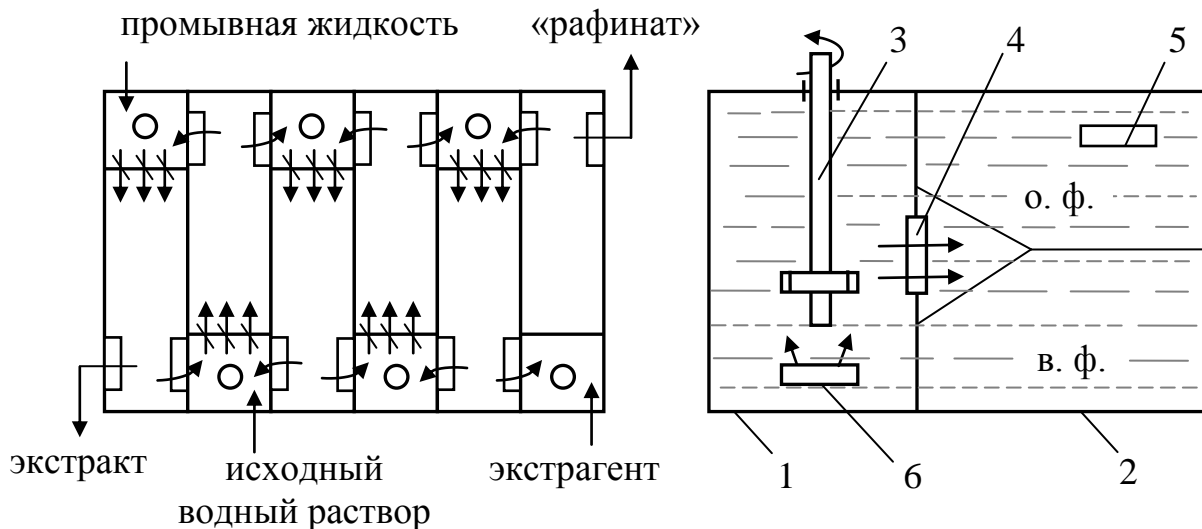 промывная жидкость
«рафинат»
3
4
5
о. ф.
в. ф.
экстракт
исходный
водный раствор
экстрагент
1
6
2